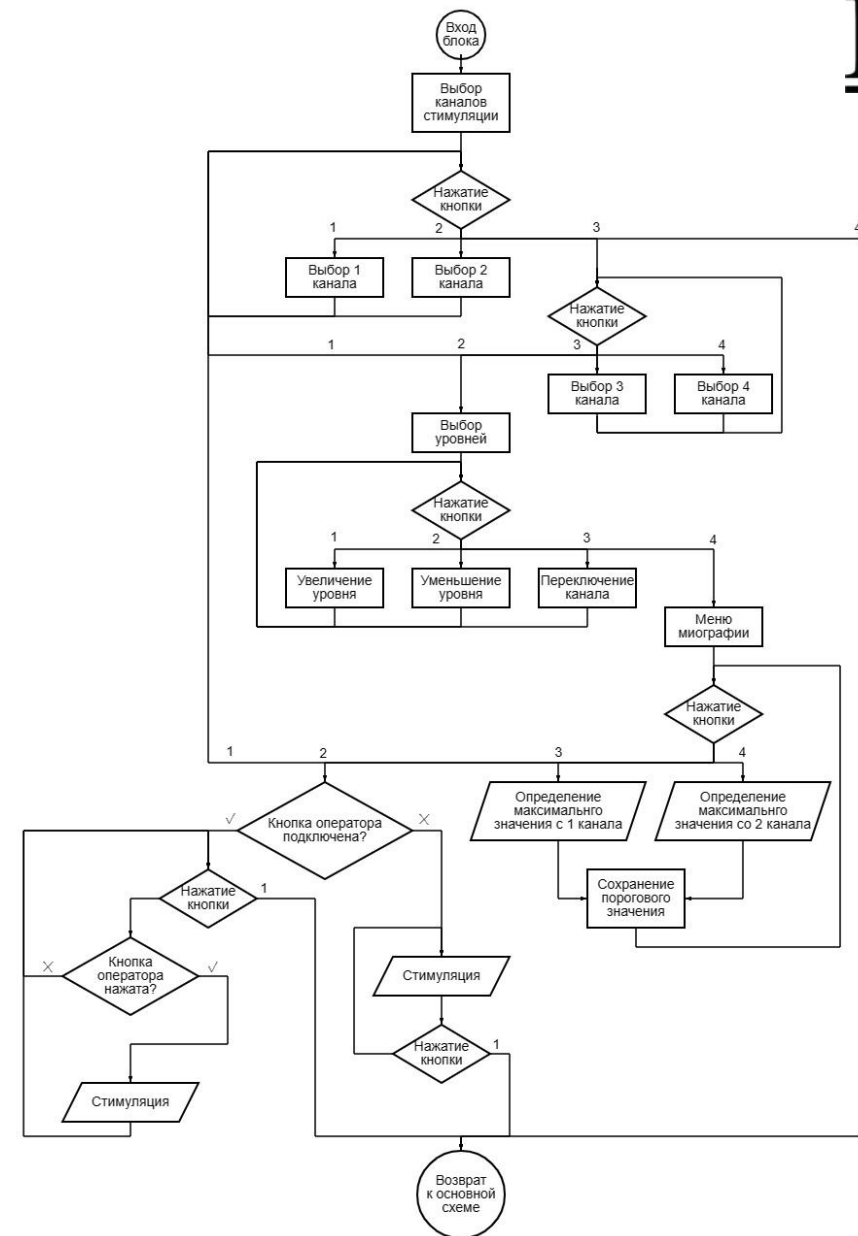 Вход
блока
Выбор
каналов
стимуляции
Нажатие
кнопки
1
2
3
4
Выбор 1
канала
Выбор 2
канала
Нажатие
кнопки
1
2
3
4
Выбор 3
канала
Выбор 4
канала
Выбор
уровней
Нажатие
кнопки
1
2
3
4
Увеличение
уровня
Уменьшение
уровня
Переключение
канала
Меню
миографии
Нажатие
кнопки
1
2
3
4
Кнопка оператора
подключена?
Определение
максимальнго
значения с 1 канала
Определение
максимальнго
значения со 2 канала
Сохранение
порогового
значения
Нажатие
кнопки
1
Кнопка
оператора
нажата?
Стимуляция
Стимуляция
Нажатие
кнопки
1
Возврат
к основной
схеме